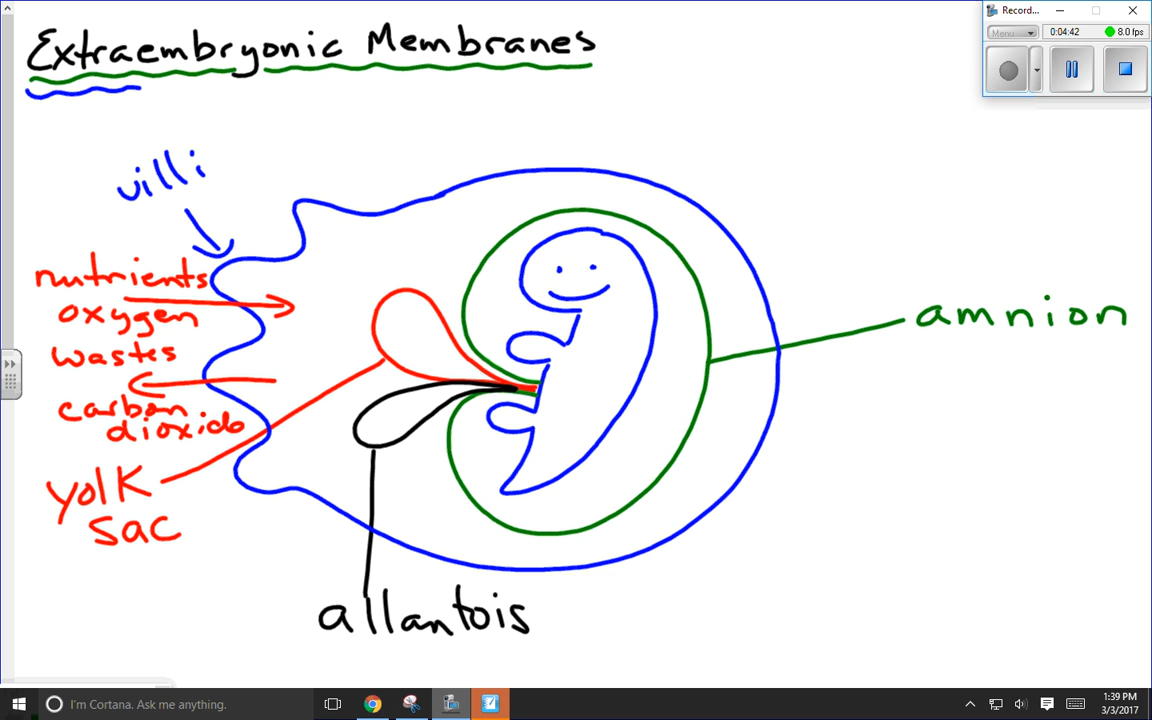 Extraembryonic Membranes
villi
nutrients
oxygen
wastes
carbon
dioxide
yolk
sac
allantois
amnion
Record...
Menu
0:04:42
8.0 fps
I'm Cortana. Ask me anything.
1:39 PM
3/3/2017